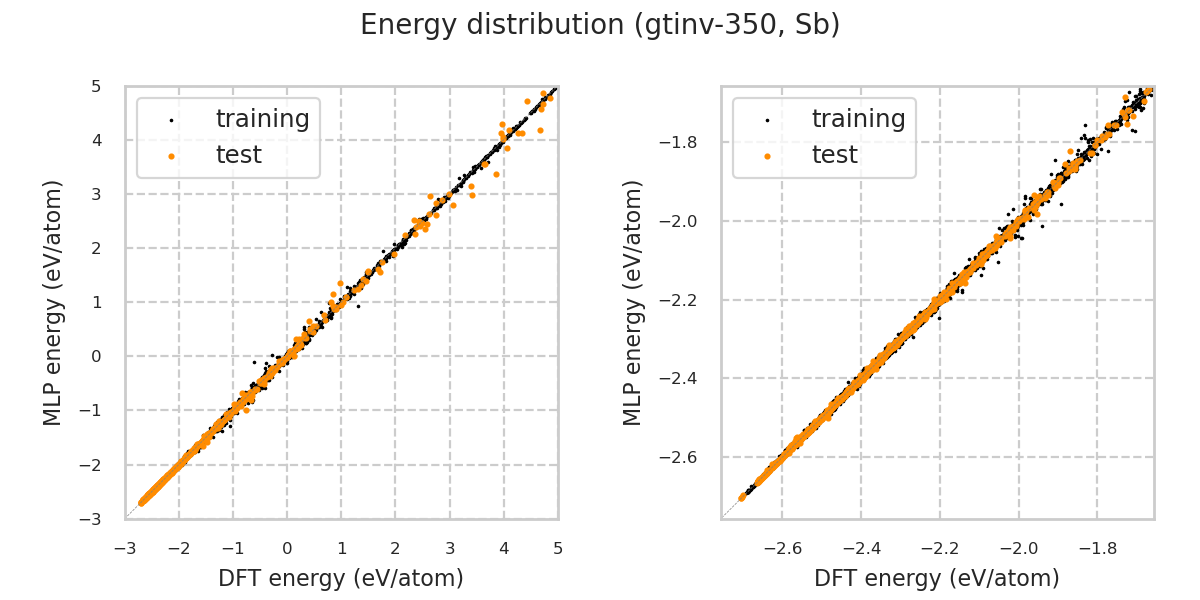 Energy distribution (gtinv-350, Sb)
training
test
5
4
3
2
1
0
−1
−2
−3
−3 −2 −1 0 1 2 3 4 5
MLP energy (eV/atom)
DFT energy (eV/atom)
training
test
−1.8
−2.0
−2.2
−2.4
−2.6
−2.6 −2.4 −2.2 −2.0 −1.8
MLP energy (eV/atom)
DFT energy (eV/atom)